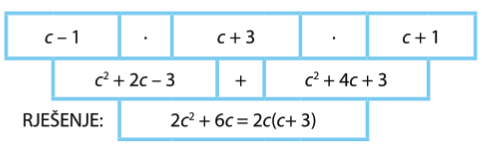 c – 1 · c + 3 · c + 1
c² + 2c – 3 + c² + 4c + 3
RJEŠENJE: 2c² + 6c = 2c(c+ 3)